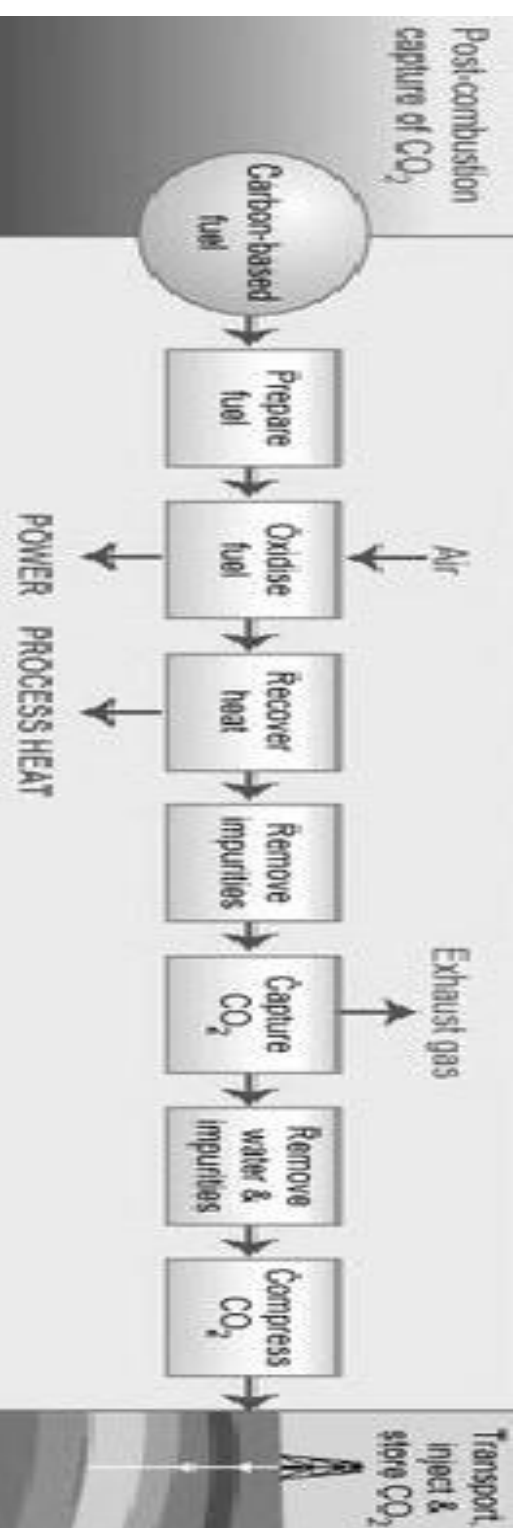 Post-combustion
capture of CO₂
Carbon-based
fuel
Prepare
fuel
Air
Oxidise
fuel
POWER
Recover
heat
PROCESS HEAT
Remove
impurities
Exhaust gas
Capture
CO₂
Remove
water &
impurities
Compress
CO₂
Transport,
inject &
store CO₂